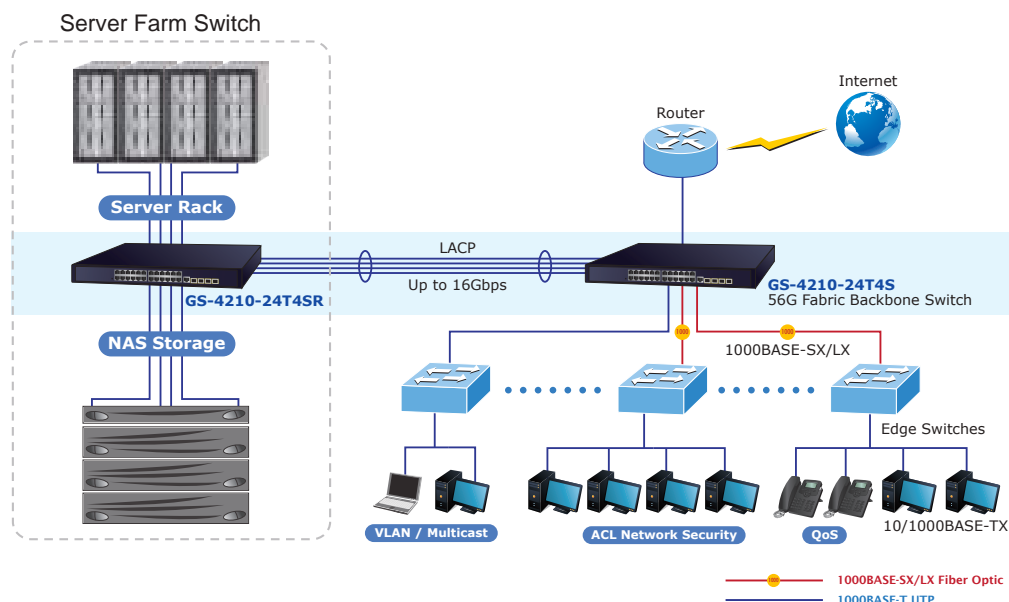 Server Farm Switch
Internet
Router
Server Rack
LACP
Up to 16Gbps
GS-4210-24T4SR
GS-4210-24T4S
56G Fabric Backbone Switch
NAS Storage
1000
1000
1000BASE-SX/LX
Edge Switches
VLAN / Multicast
ACL Network Security
QoS
10/1000BASE-TX
1000
1000BASE-SX/LX Fiber Optic
1000BASE-T UTP